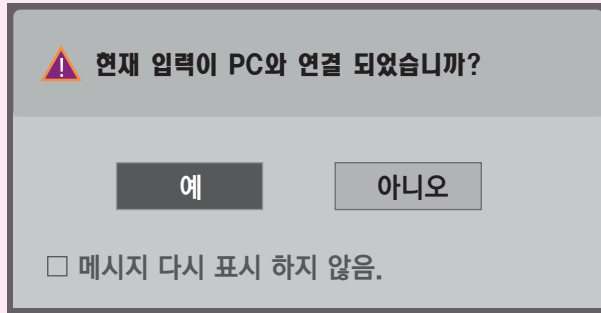 현재 입력이 PC와 연결 되었습니까?
예 아니오
□ 메시지 다시 표시 하지 않음.